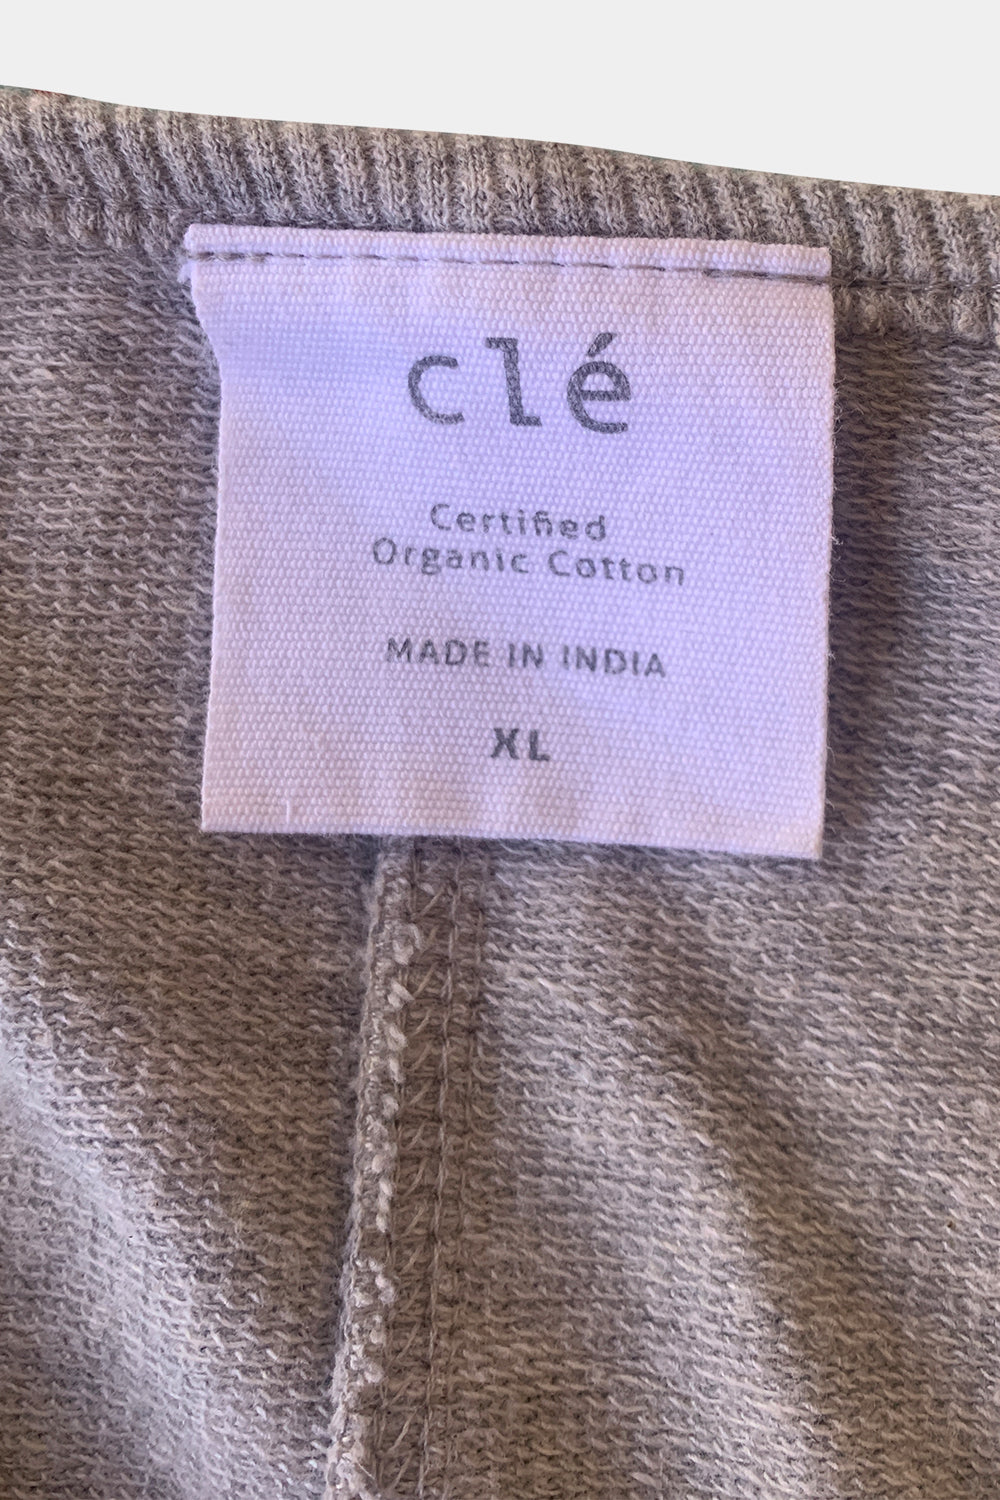 clé
Certified
Organic Cotton
MADE IN INDIA
XL